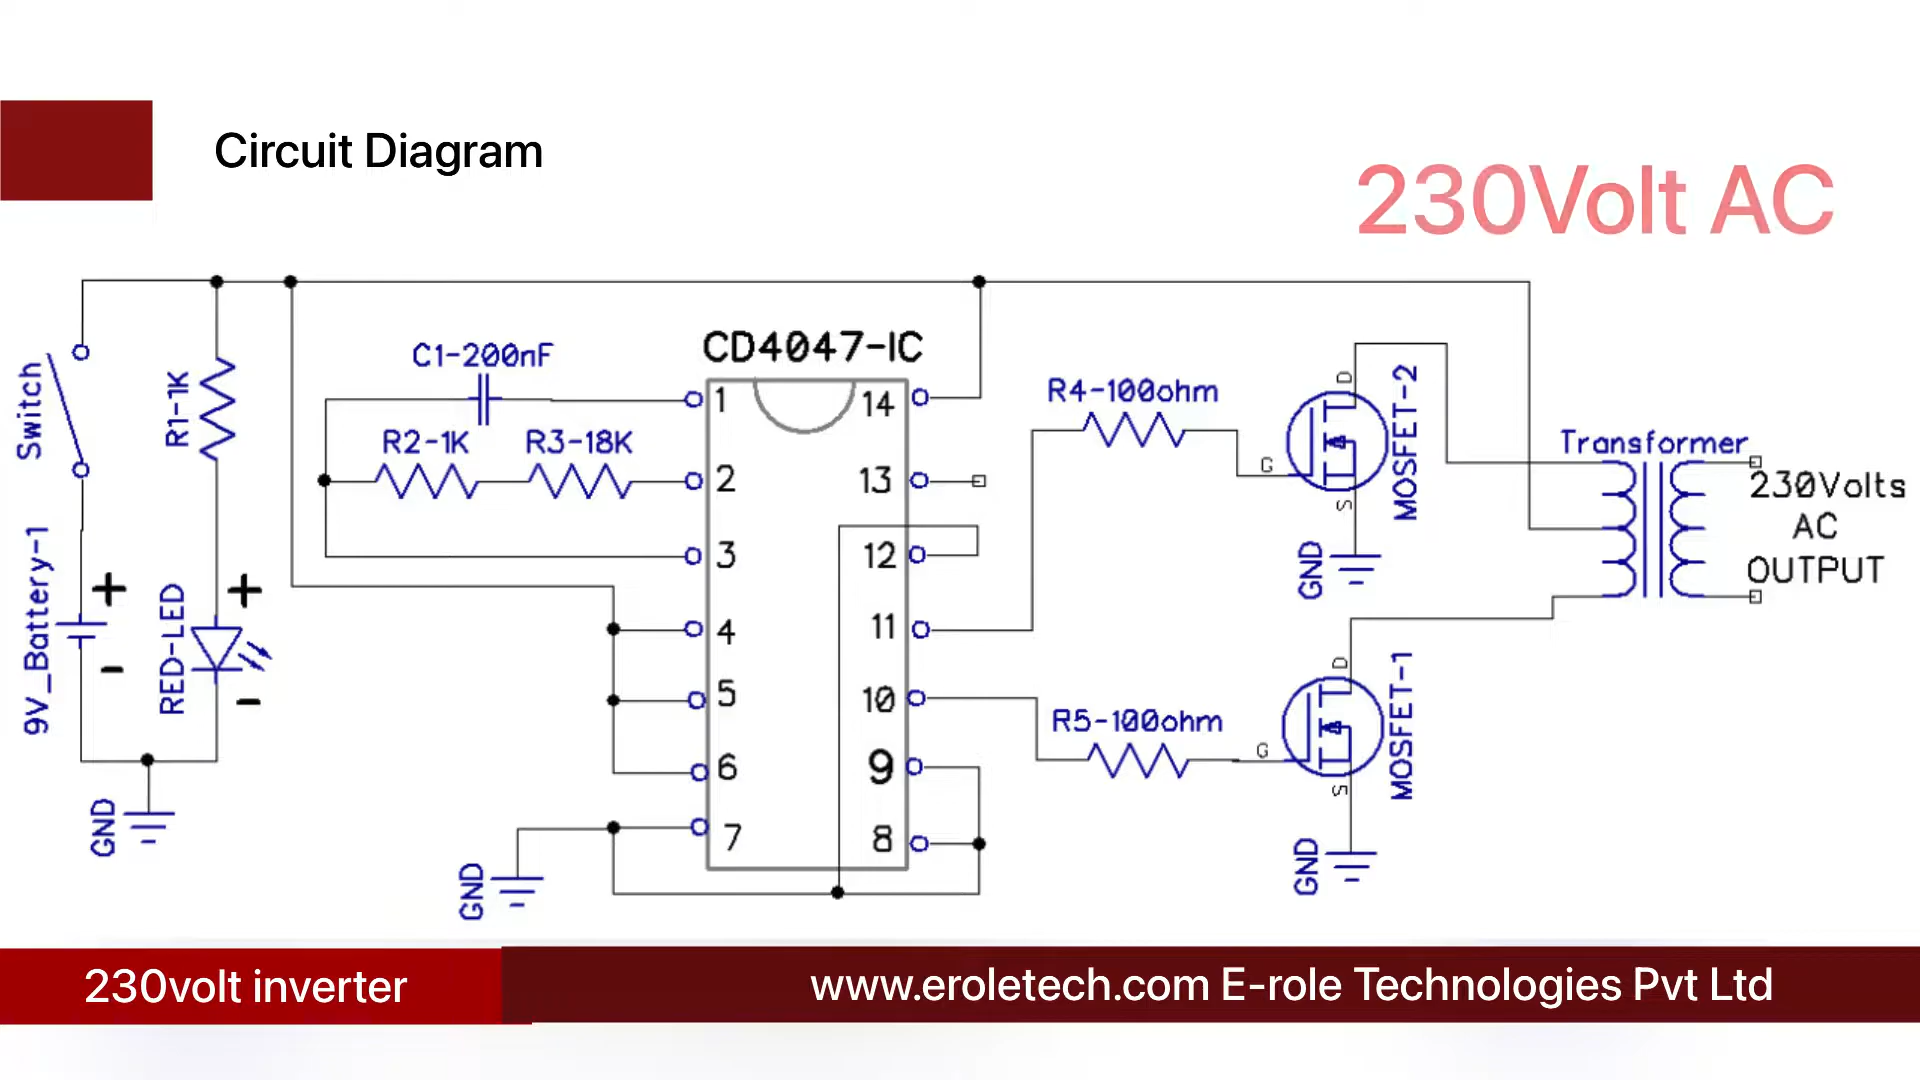 Circuit Diagram
230Volt AC
Switch
9V_Battery-1
+
-
GND
R1-1K
RED-LED
+
-
C1-200nF
R2-1K
R3-18K
CD4047-IC
1
2
3
4
5
6
7
14
13
12
11
10
9
8
GND
R4-100ohm
G
D
S
MOSFET-2
GND
R5-100ohm
G
D
S
MOSFET-1
GND
Transformer
230Volts
AC
OUTPUT
230volt inverter
www.eroletech.com E-role Technologies Pvt Ltd